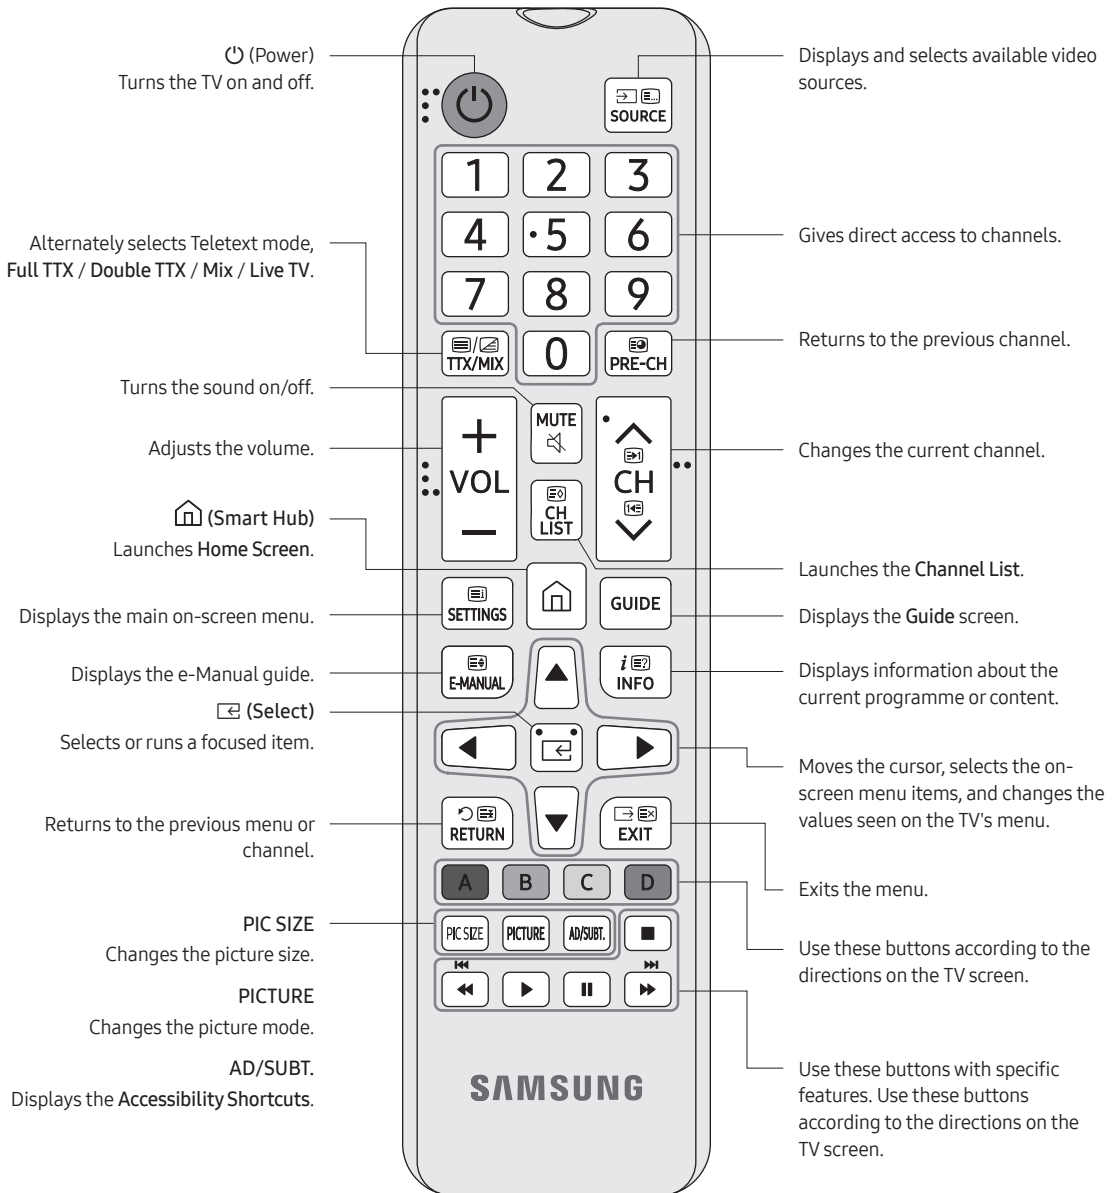 (Power)
Turns the TV on and off.
Displays and selects available video
sources.
SOURCE
1 2 3
4 5 6
7 8 9
0
Alternately selects Teletext mode,
Full TTX / Double TTX / Mix / Live TV.
Gives direct access to channels.
TTX/MIX
PRE-CH
Returns to the previous channel.
Turns the sound on/off.
MUTE
Adjusts the volume.
+
VOL
–
CH
Changes the current channel.
CH
LIST
(Smart Hub)
Launches Home Screen.
Launches the Channel List.
SETTINGS
GUIDE
Displays the main on-screen menu.
Displays the Guide screen.
E-MANUAL
i ?
INFO
Displays the e-Manual guide.
Displays information about the
current programme or content.
(Select)
Selects or runs a focused item.
Moves the cursor, selects the on-
screen menu items, and changes the
values seen on the TV's menu.
RETURN
EXIT
Returns to the previous menu or
channel.
A B C D
Exits the menu.
PIC SIZE PICTURE AD/SUBT.
PIC SIZE
Changes the picture size.
Use these buttons according to the
directions on the TV screen.
PICTURE
Changes the picture mode.
AD/SUBT.
Displays the Accessibility Shortcuts.
Use these buttons with specific
features. Use these buttons
according to the directions on the
TV screen.
SAMSUNG